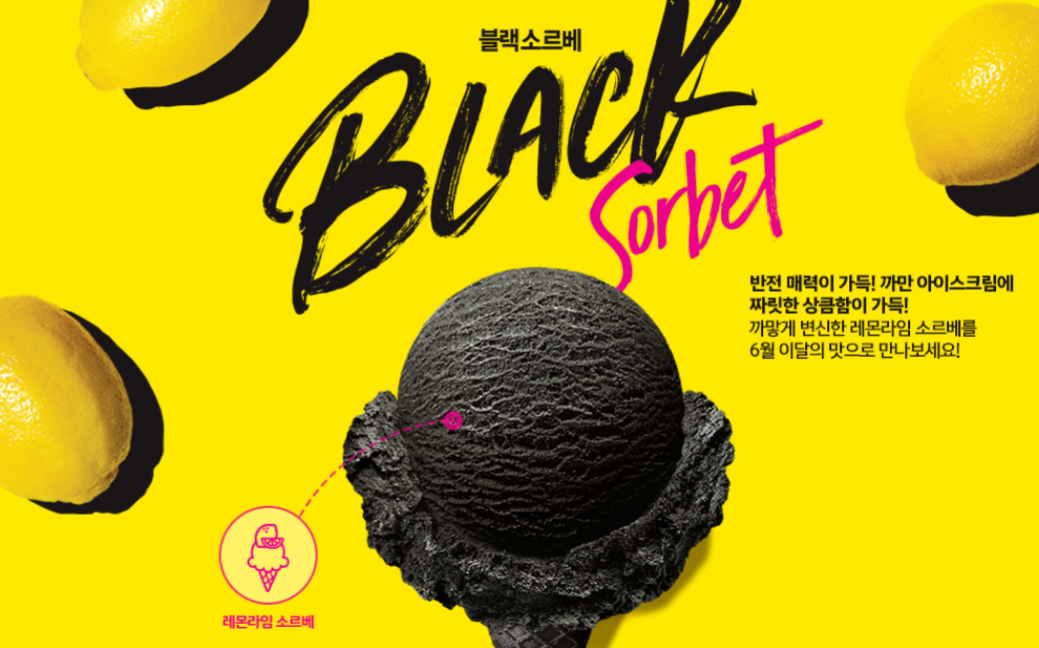 블랙소르베
BLACK
Sorbet
반전 매력이 가득! 까만 아이스크림에
짜릿한 상큼함이 가득!
까맣게 변신한 레몬라임 소르베를
6월 이달의 맛으로 만나보세요!
레몬라임 소르베